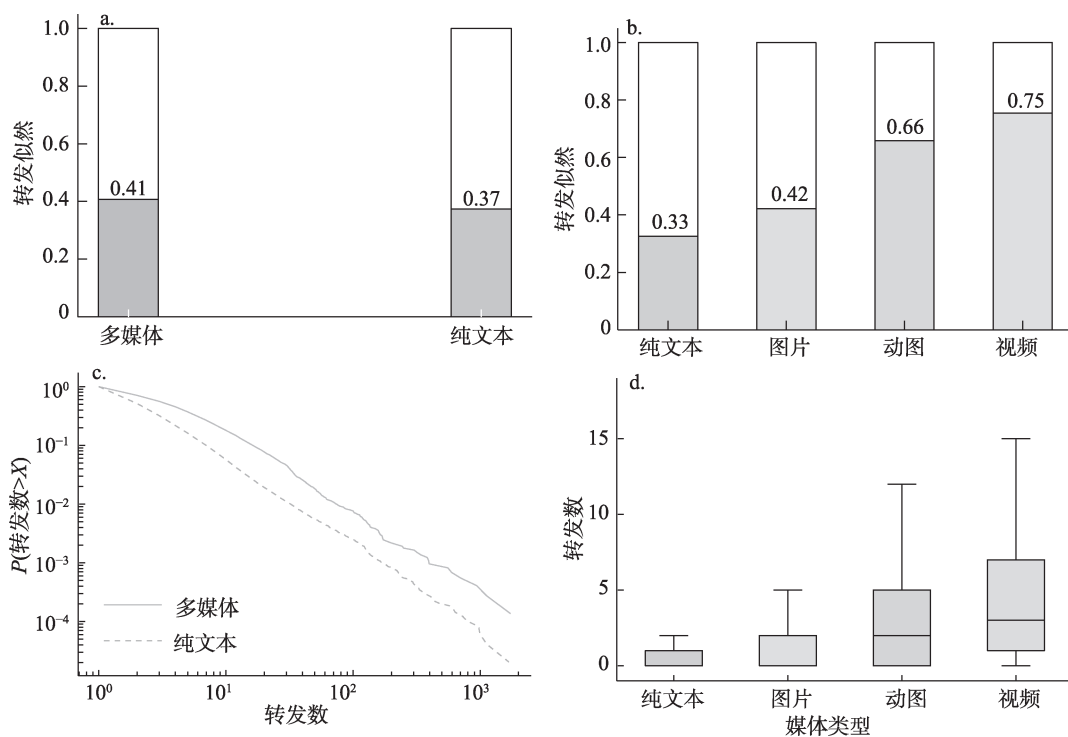 a.
1.0
0.8
0.6
0.4
0.2
0
转发似然
0.41
0.37
多媒体
纯文本
b.
1.0
0.8
0.6
0.4
0.2
0
转发似然
0.33
0.42
0.66
0.75
纯文本
图片
动图
视频
c.
10⁰
10⁻¹
10⁻²
10⁻³
10⁻⁴
P(转发数>X)
多媒体
纯文本
10⁰
10¹
10²
10³
转发数
d.
15
10
5
0
转发数
纯文本
图片
动图
视频
媒体类型